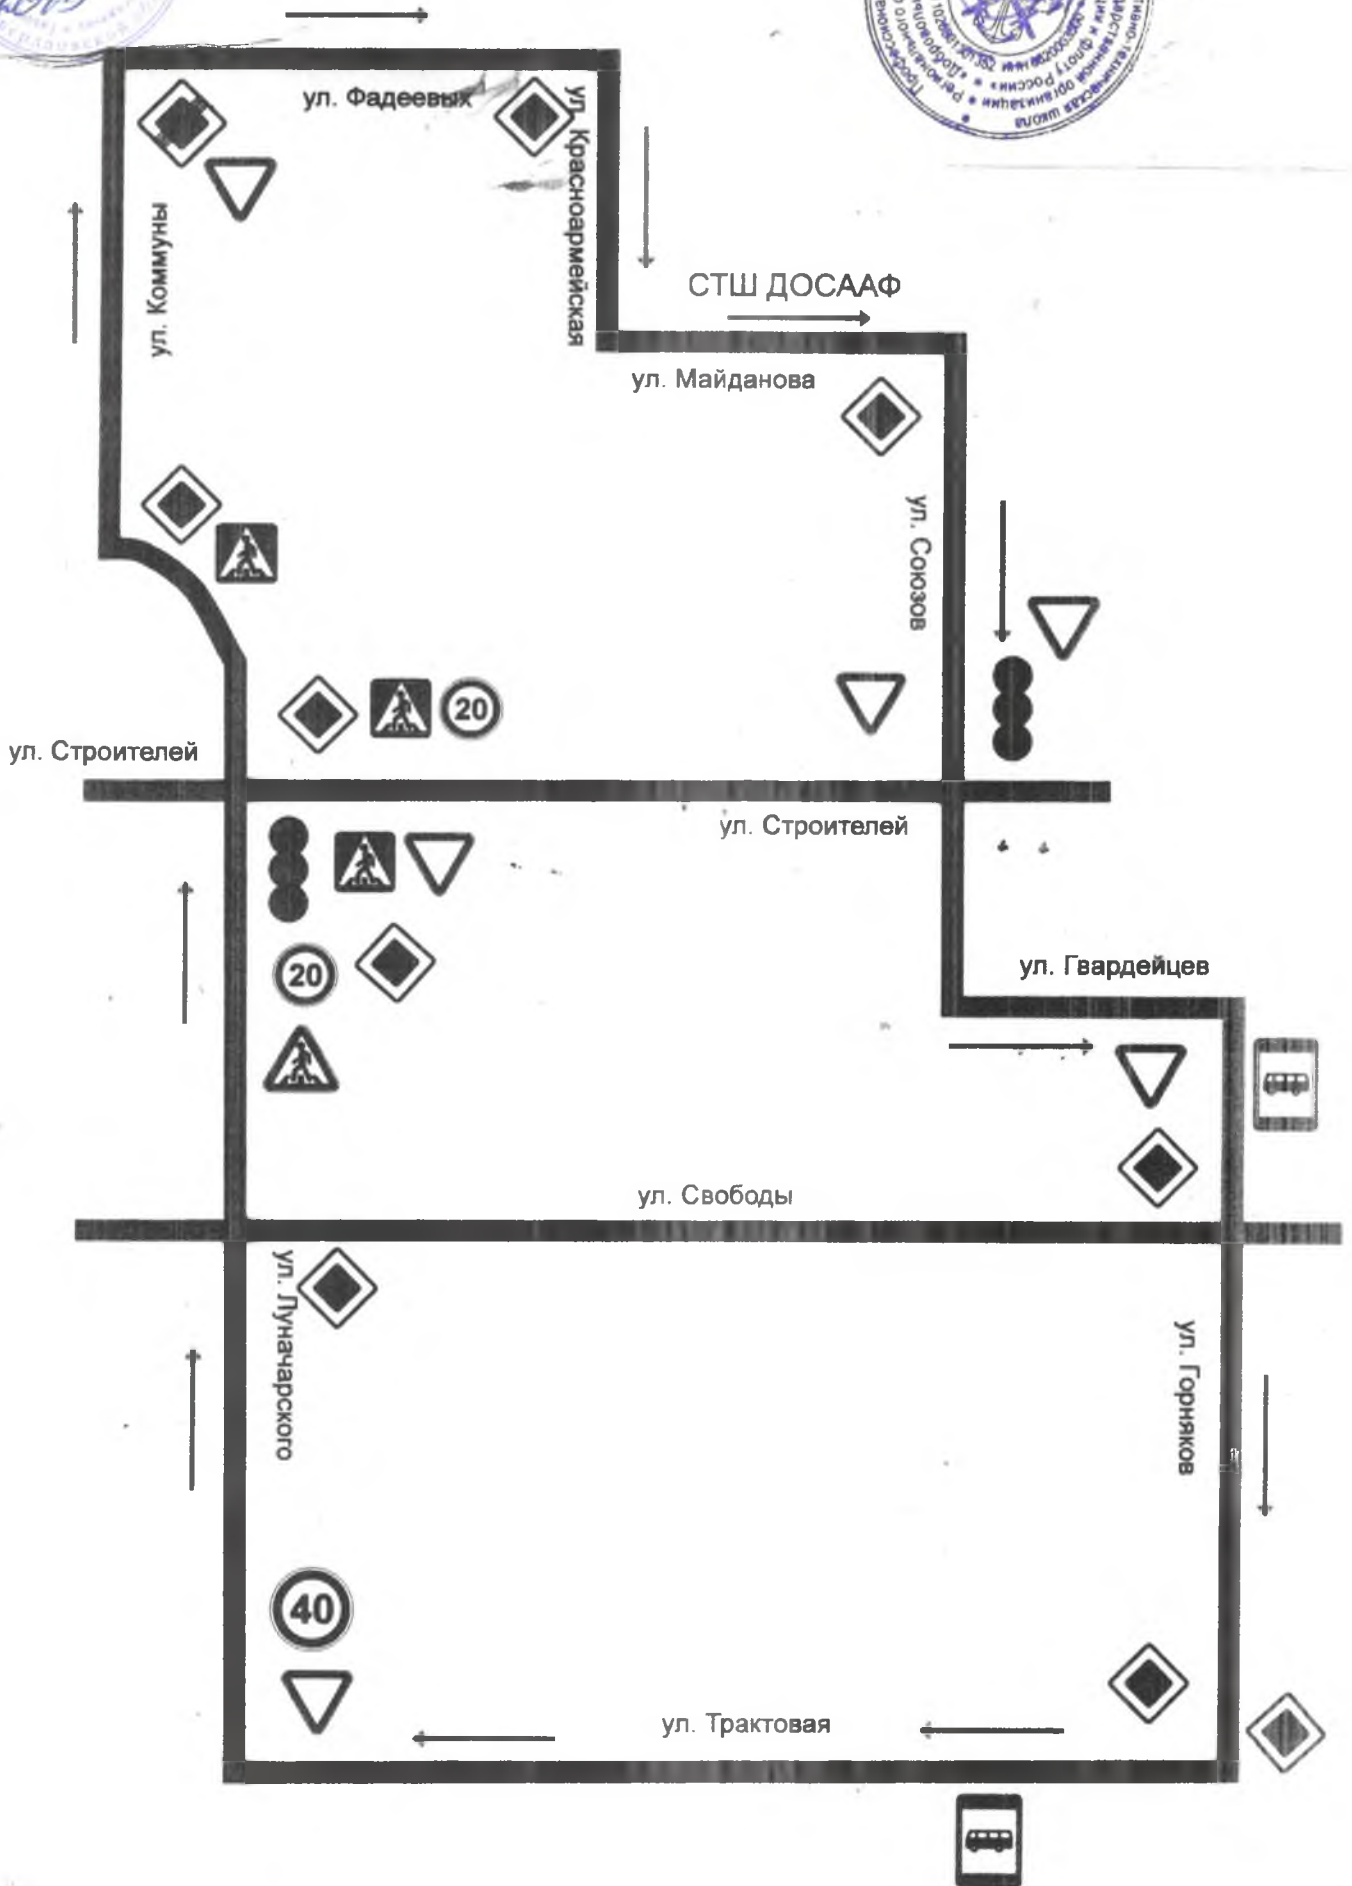 ул. Фадеевых
ул. Красноармейская
ул. Коммуны
СТШ ДОСААФ
ул. Майданова
ул. Союзов
20
ул. Строителей
ул. Строителей
20
ул. Гвардейцев
ул. Свободы
ул. Луначарского
ул. Горняков
40
ул. Трактовая